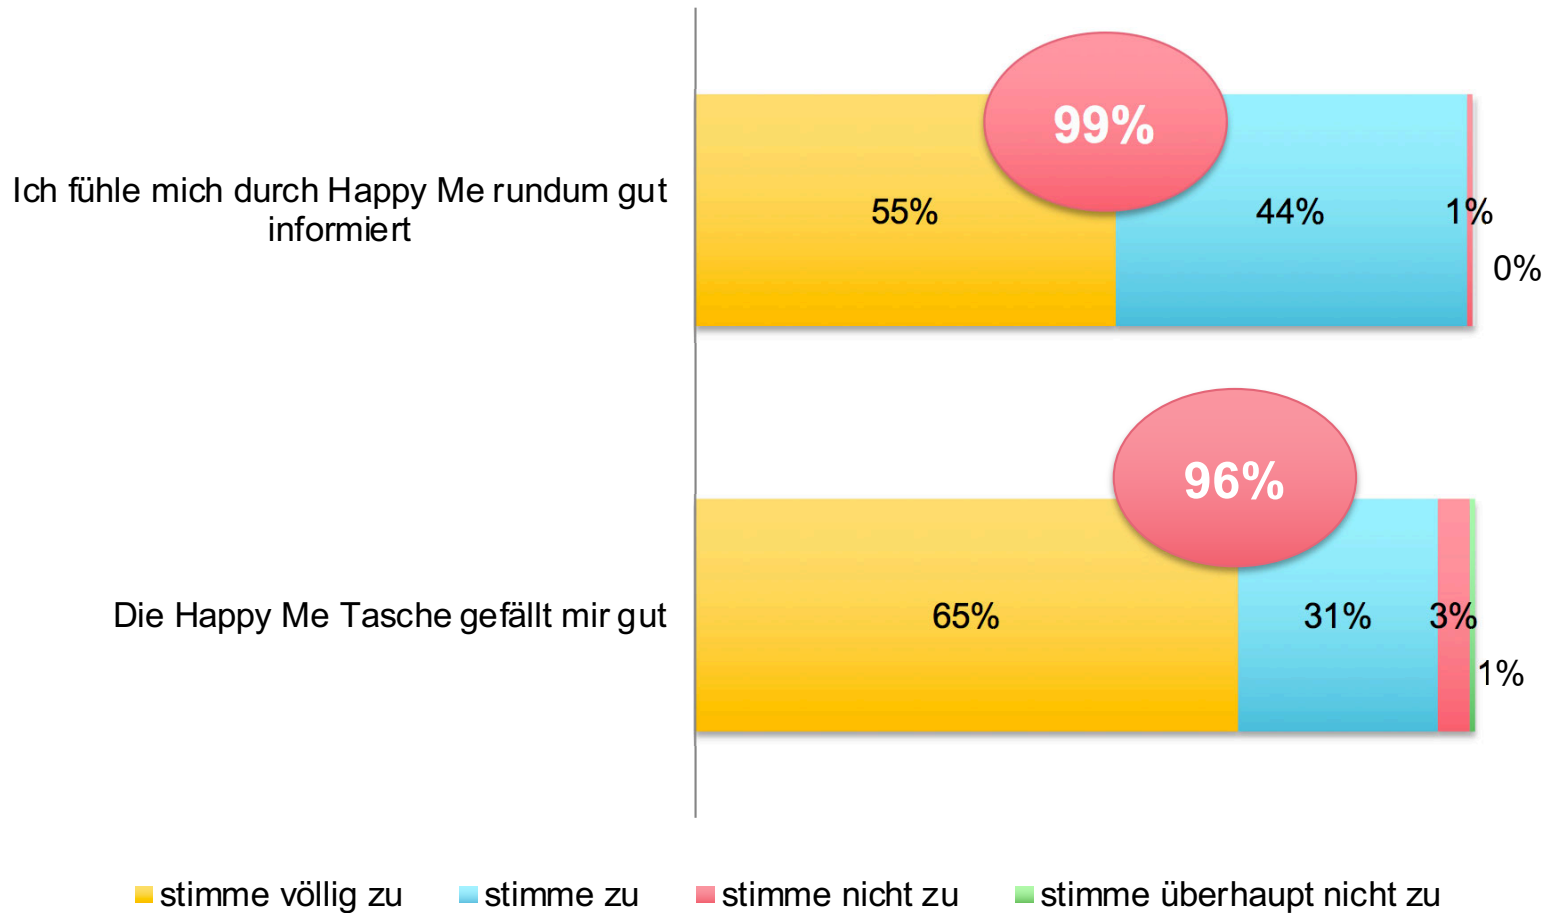 99%
Ich fühle mich durch Happy Me rundum gut
informiert
55%
44%
1%
0%
96%
Die Happy Me Tasche gefällt mir gut
65%
31%
3%
1%
stimme völlig zu
stimme zu
stimme nicht zu
stimme überhaupt nicht zu